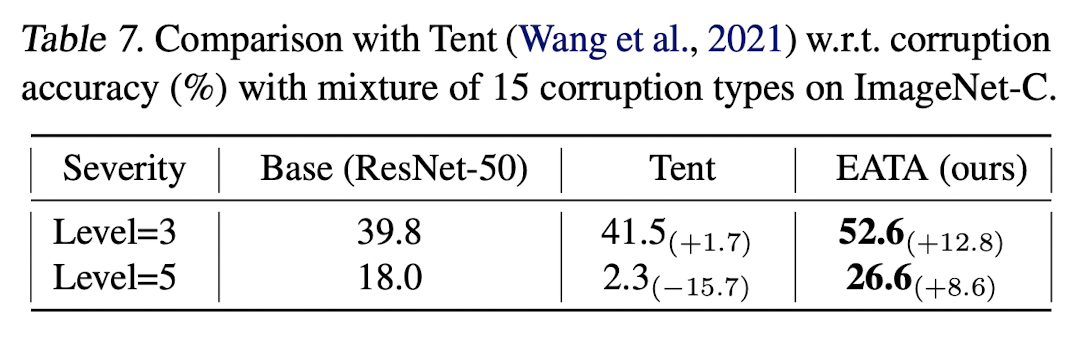 Table 7. Comparison with Tent (Wang et al., 2021) w.r.t. corruption
accuracy (%) with mixture of 15 corruption types on ImageNet-C.
Severity Base (ResNet-50) Tent EATA (ours)
Level=3 39.8 41.5(+1.7) 52.6(+12.8)
Level=5 18.0 2.3(−15.7) 26.6(+8.6)